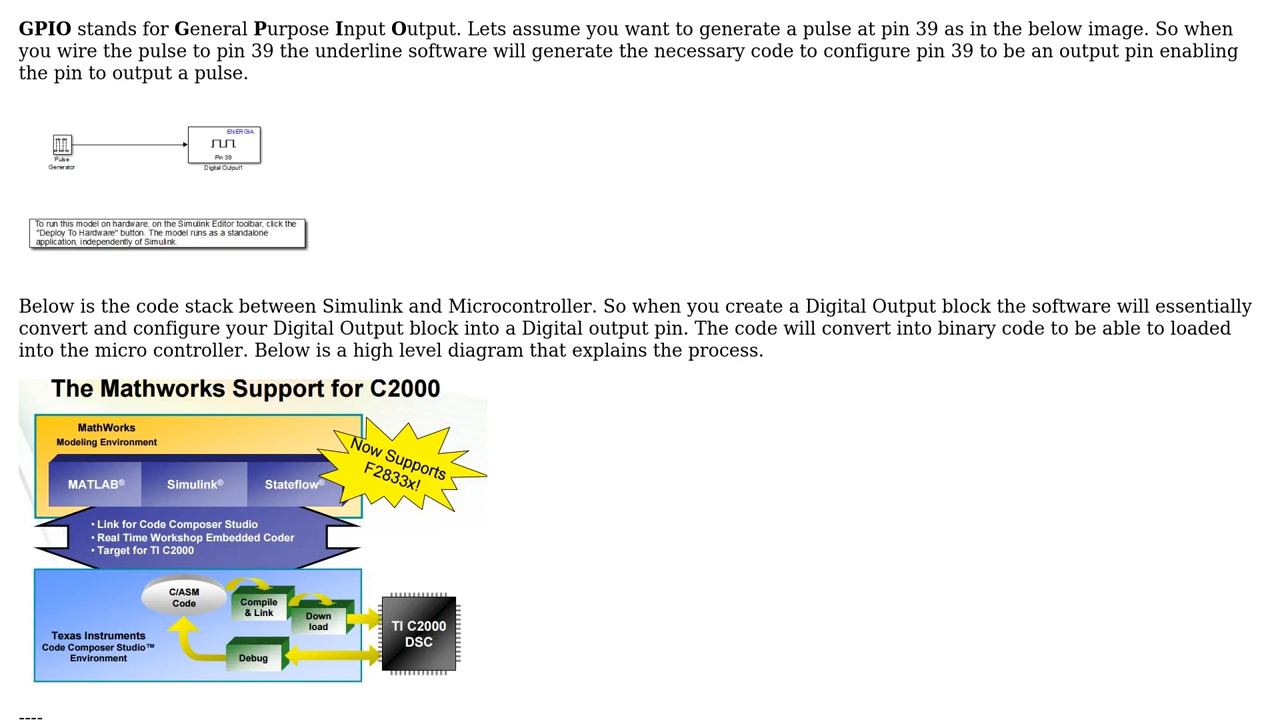 GPIO stands for General Purpose Input Output. Lets assume you want to generate a pulse at pin 39 as in the below image. So when
you wire the pulse to pin 39 the underline software will generate the necessary code to configure pin 39 to be an output pin enabling
the pin to output a pulse.
ENERGIA
Pin 39
Pulse
Generator
Digital Output1
To run this model on hardware, on the Simulink Editor toolbar, click the
"Deploy To Hardware" button. The model runs as a standalone
application, independently of Simulink.
Below is the code stack between Simulink and Microcontroller. So when you create a Digital Output block the software will essentially
convert and configure your Digital Output block into a Digital output pin. The code will convert into binary code to be able to loaded
into the micro controller. Below is a high level diagram that explains the process.
The Mathworks Support for C2000
MathWorks
Modeling Environment
Now Supports
F2833x!
MATLAB® Simulink® Stateflow®
• Link for Code Composer Studio
• Real Time Workshop Embedded Coder
• Target for TI C2000
C/ASM
Code
Compile
& Link
Down
load
TI C2000
DSC
Texas Instruments
Code Composer Studio™
Environment
Debug
----